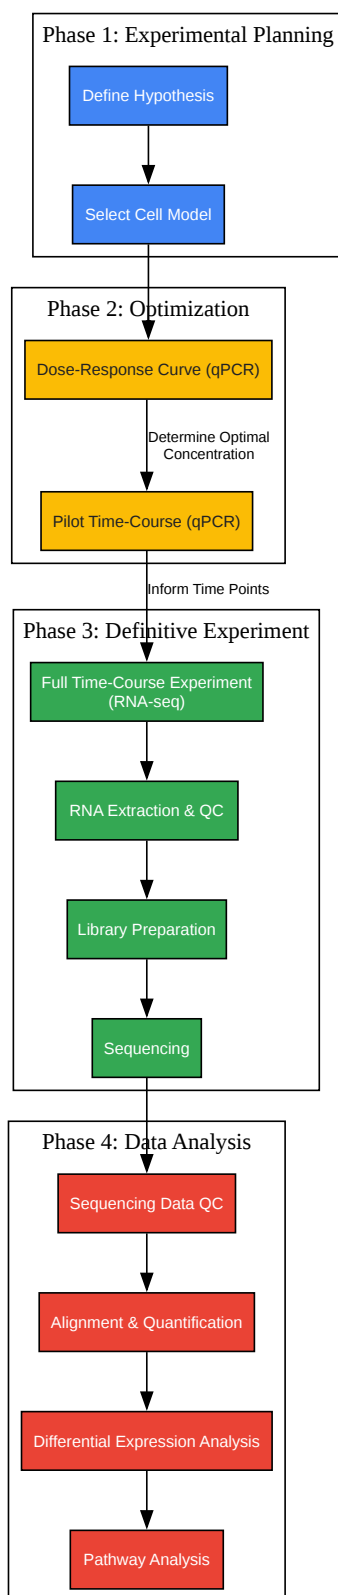 Phase 1: Experimental Planning
Define Hypothesis
Select Cell Model
Phase 2: Optimization
Dose-Response Curve (qPCR)
Determine Optimal
Concentration
Pilot Time-Course (qPCR)
Inform Time Points
Phase 3: Definitive Experiment
Full Time-Course Experiment
(RNA-seq)
RNA Extraction & QC
Library Preparation
Sequencing
Phase 4: Data Analysis
Sequencing Data QC
Alignment & Quantification
Differential Expression Analysis
Pathway Analysis